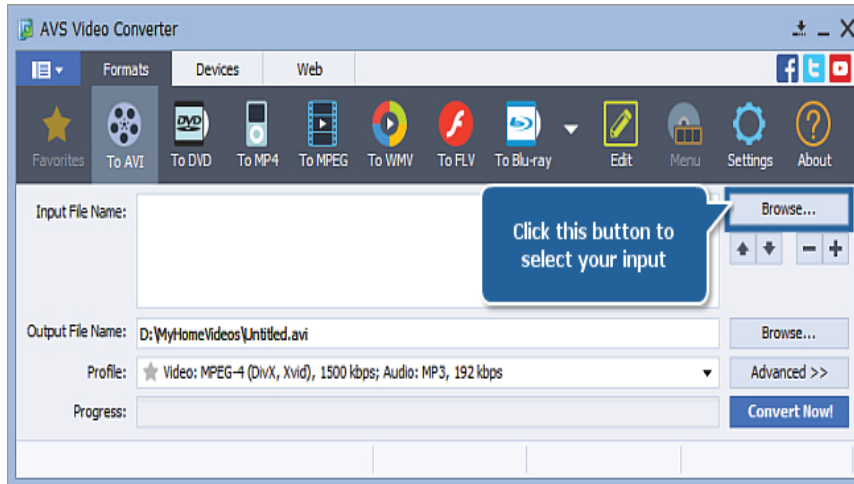 AVS Video Converter
Formats Devices Web
Favorites To AVI DVD To DVD To MP4 To MPEG To WMV To FLV To Blu-ray Edit Menu Settings About
Input File Name: Browse...
Click this button to
select your input
Output File Name: D:\MyHomeVideos\Untitled.avi Browse...
Profile: Video: MPEG-4 (DivX, Xvid), 1500 kbps; Audio: MP3, 192 kbps Advanced >>
Progress: Convert Now!